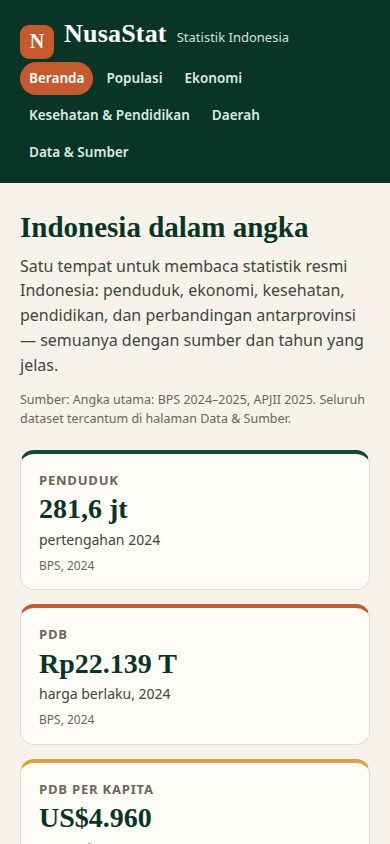 N NusaStat Statistik Indonesia
Beranda Populasi Ekonomi
Kesehatan & Pendidikan Daerah
Data & Sumber
Indonesia dalam angka
Satu tempat untuk membaca statistik resmi
Indonesia: penduduk, ekonomi, kesehatan,
pendidikan, dan perbandingan antarprovinsi
— semuanya dengan sumber dan tahun yang
jelas.
Sumber: Angka utama: BPS 2024–2025, APJII 2025. Seluruh
dataset tercantum di halaman Data & Sumber.
PENDUDUK
281,6 jt
pertengahan 2024
BPS, 2024
PDB
Rp22.139 T
harga berlaku, 2024
BPS, 2024
PDB PER KAPITA
US$4.960